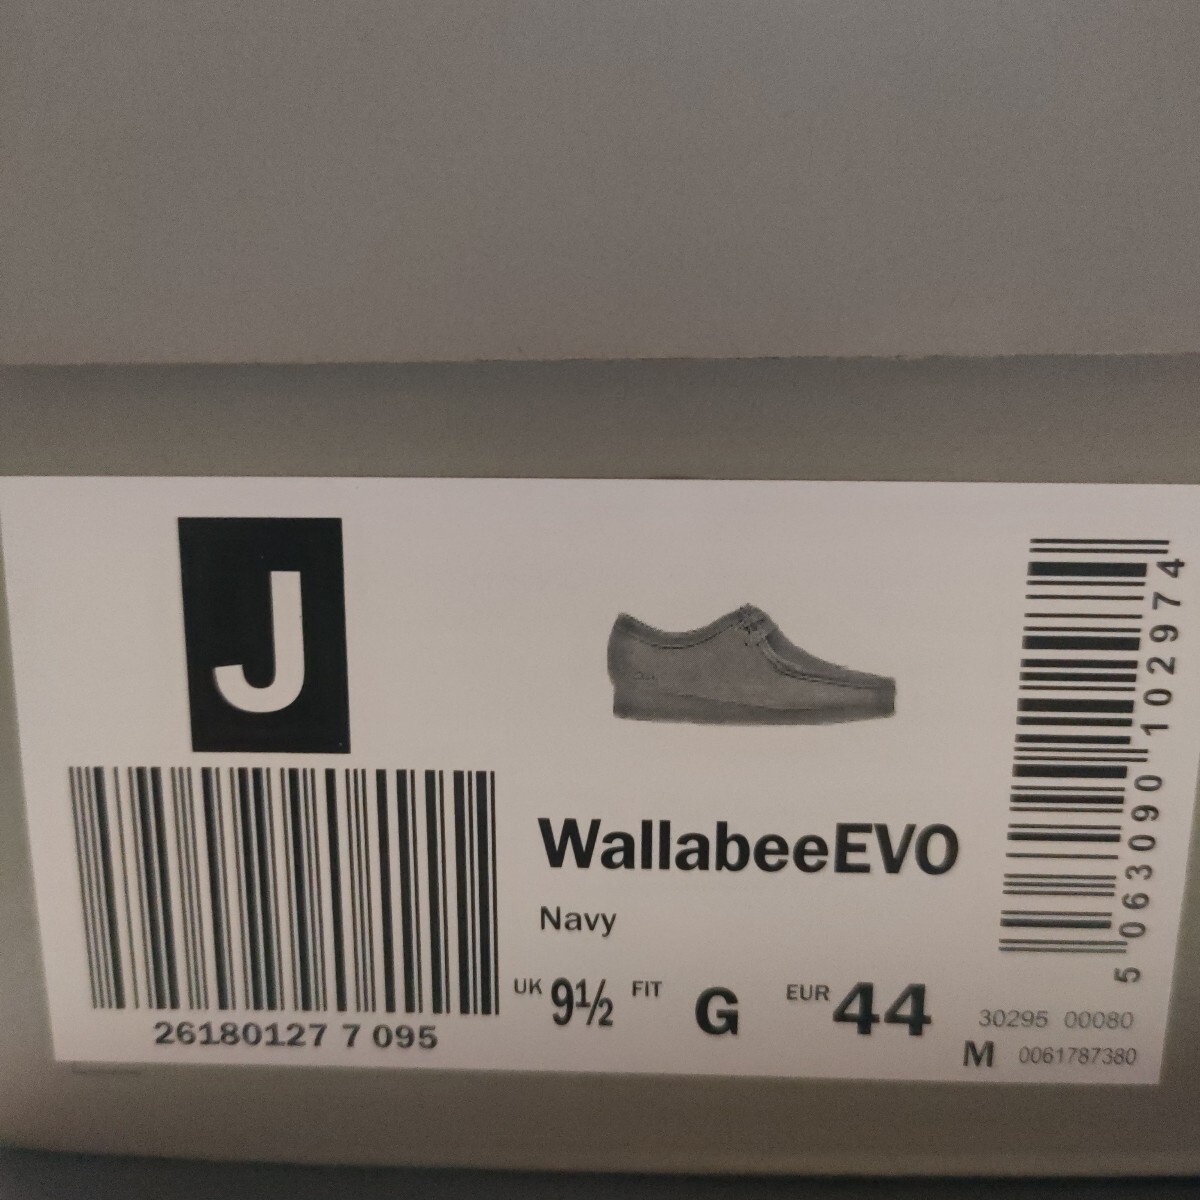 J
WallabeeEVO
Navy
UK 9½ FIT G EUR 44
26180127 7 095
30295 00080
M 0061787380
5 063090 102974